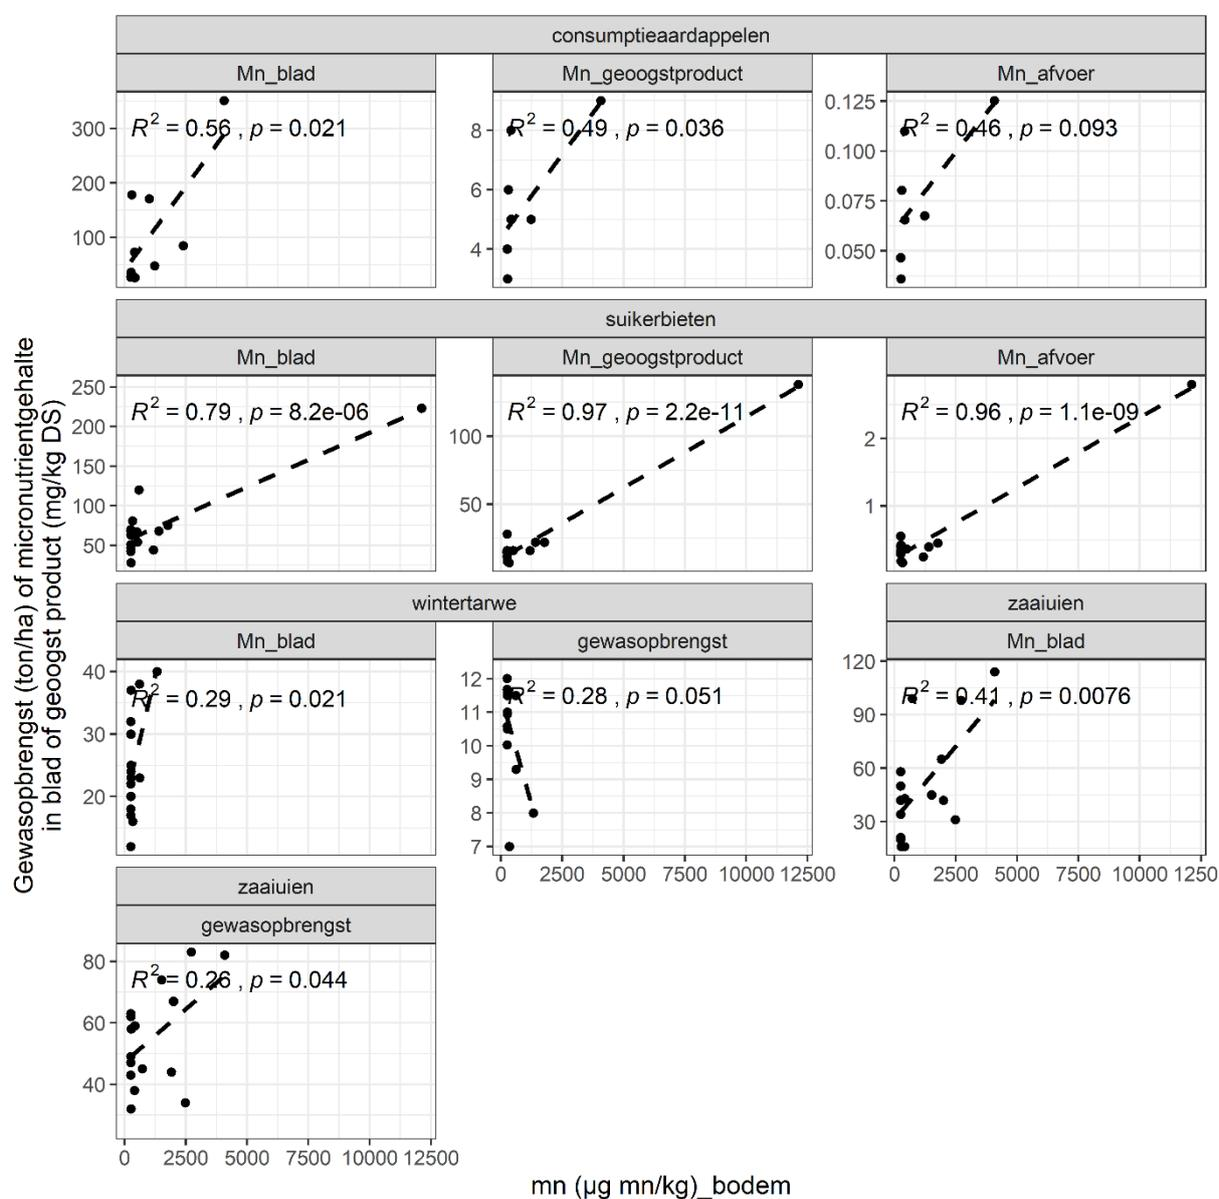 consumptieaardappelen
Mn_blad
Mn_geoogstproduct
Mn_afvoer
300
200
100
R² = 0.56 , p = 0.021
8
6
4
R² = 0.49 , p = 0.036
0.125
0.100
0.075
0.050
R² = 0.46 , p = 0.093
suikerbieten
Mn_blad
Mn_geoogstproduct
Mn_afvoer
250
200
150
100
50
R² = 0.79 , p = 8.2e-06
100
50
R² = 0.97 , p = 2.2e-11
2
1
R² = 0.96 , p = 1.1e-09
wintertarwe
zaaiuien
Mn_blad
gewasopbrengst
Mn_blad
40
30
20
R² = 0.29 , p = 0.021
12
11
10
9
8
7
R² = 0.28 , p = 0.051
0 2500 5000 7500 10000 12500
120
90
60
30
R² = 0.41 , p = 0.0076
0 2500 5000 7500 10000 1250
zaaiuien
gewasopbrengst
80
60
40
R² = 0.26 , p = 0.044
0 2500 5000 7500 10000 12500
Gewasopbrengst (ton/ha) of micronutrientgehalte
in blad of geoogst product (mg/kg DS)
mn (µg mn/kg)_bodem